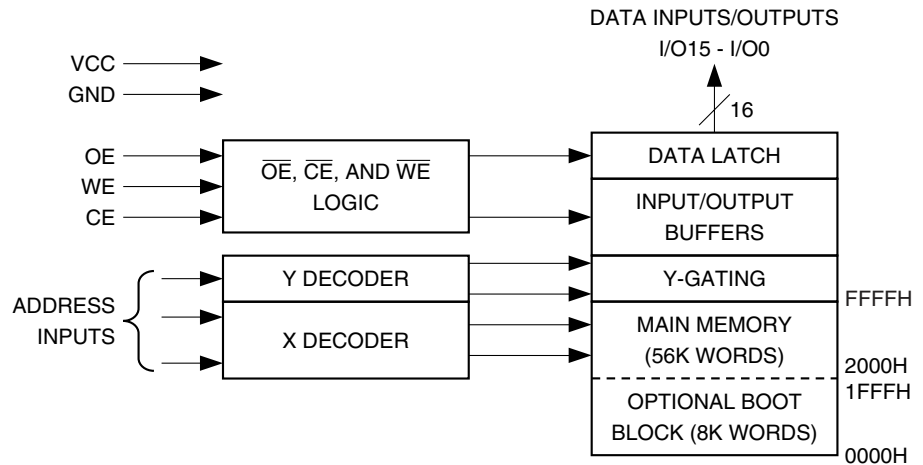 DATA INPUTS/OUTPUTS
I/O15 - I/O0
16
VCC
GND
OE
WE
CE
OE, CE, AND WE
LOGIC
DATA LATCH
INPUT/OUTPUT
BUFFERS
ADDRESS
INPUTS
Y DECODER
X DECODER
Y-GATING
FFFFH
MAIN MEMORY
(56K WORDS)
2000H
1FFFH
OPTIONAL BOOT
BLOCK (8K WORDS)
0000H